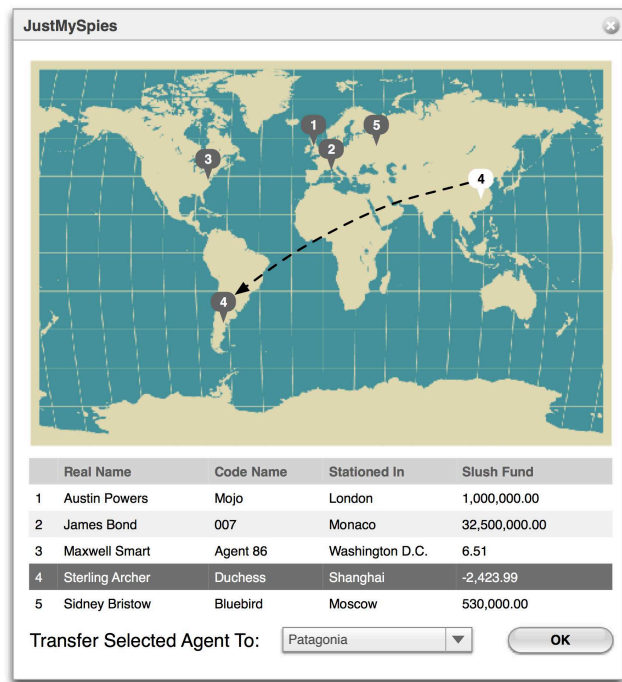 JustMySpies
1
5
2
3
4
4
Real Name Code Name Stationed In Slush Fund
1 Austin Powers Mojo London 1,000,000.00
2 James Bond 007 Monaco 32,500,000.00
3 Maxwell Smart Agent 86 Washington D.C. 6.51
4 Sterling Archer Duchess Shanghai -2,423.99
5 Sidney Bristow Bluebird Moscow 530,000.00
Transfer Selected Agent To: Patagonia OK